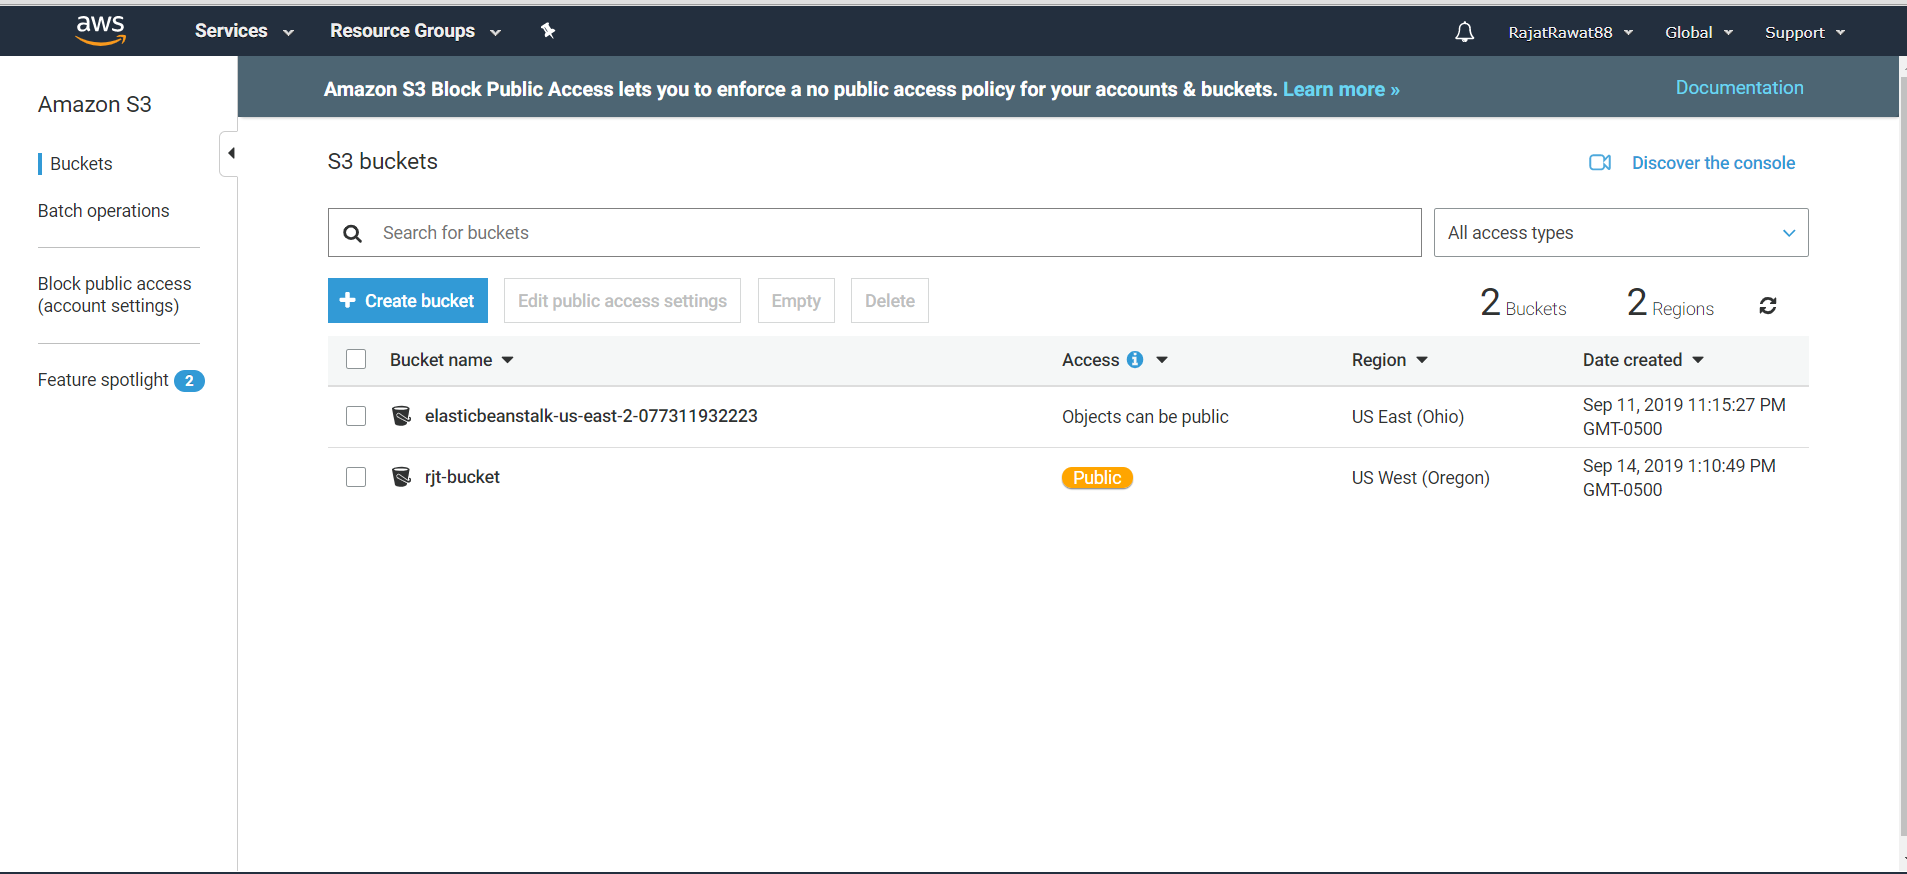 aws
Services
Resource Groups
RajatRawat88
Global
Support
Amazon S3
Buckets
Batch operations
Block public access
(account settings)
Feature spotlight 2
Amazon S3 Block Public Access lets you to enforce a no public access policy for your accounts & buckets. Learn more »
Documentation
S3 buckets
Discover the console
Search for buckets
All access types
+ Create bucket
Edit public access settings
Empty
Delete
2 Buckets
2 Regions
Bucket name
Access
Region
Date created
elasticbeanstalk-us-east-2-077311932223
Objects can be public
US East (Ohio)
Sep 11, 2019 11:15:27 PM
GMT-0500
rjt-bucket
Public
US West (Oregon)
Sep 14, 2019 1:10:49 PM
GMT-0500